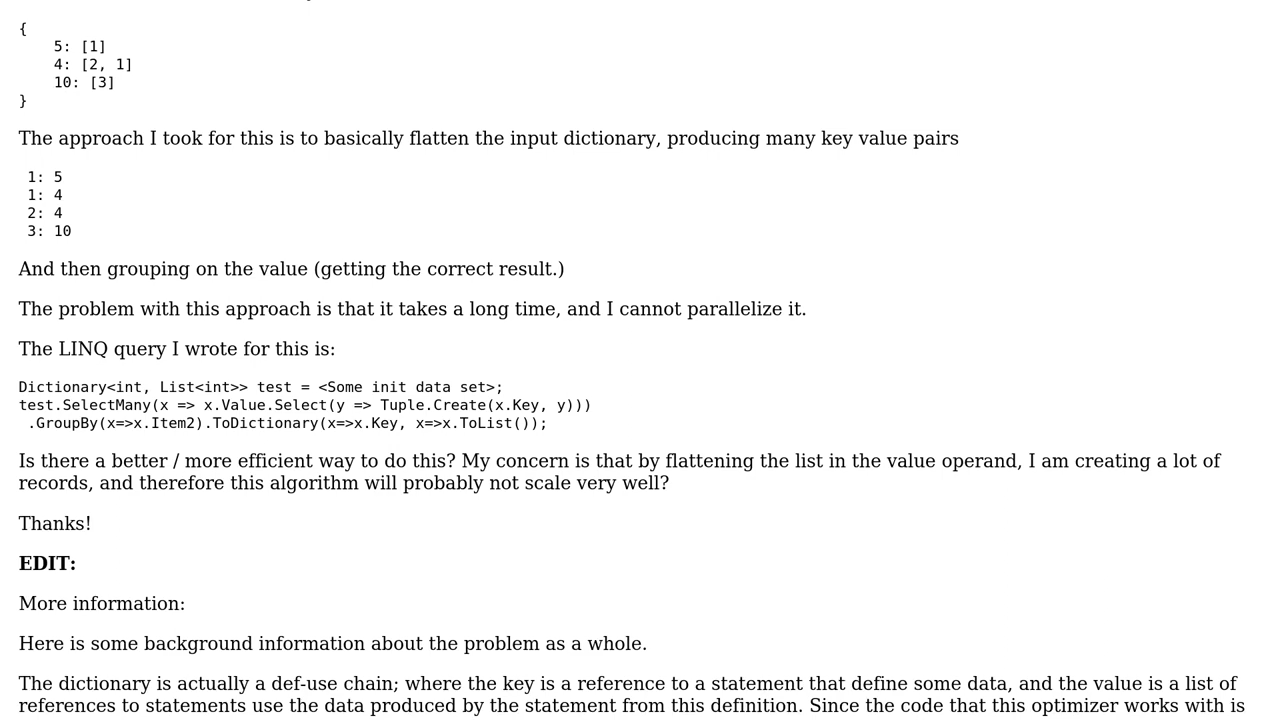 {
    5: [1]
    4: [2, 1]
    10: [3]
}
The approach I took for this is to basically flatten the input dictionary, producing many key value pairs
 1: 5
 1: 4
 2: 4
 3: 10
And then grouping on the value (getting the correct result.)
The problem with this approach is that it takes a long time, and I cannot parallelize it.
The LINQ query I wrote for this is:
Dictionary<int, List<int>> test = <Some init data set>;
test.SelectMany(x => x.Value.Select(y => Tuple.Create(x.Key, y)))
 .GroupBy(x=>x.Item2).ToDictionary(x=>x.Key, x=>x.ToList());
Is there a better / more efficient way to do this? My concern is that by flattening the list in the value operand, I am creating a lot of
records, and therefore this algorithm will probably not scale very well?
Thanks!
EDIT:
More information:
Here is some background information about the problem as a whole.
The dictionary is actually a def-use chain; where the key is a reference to a statement that define some data, and the value is a list of
references to statements use the data produced by the statement from this definition. Since the code that this optimizer works with is